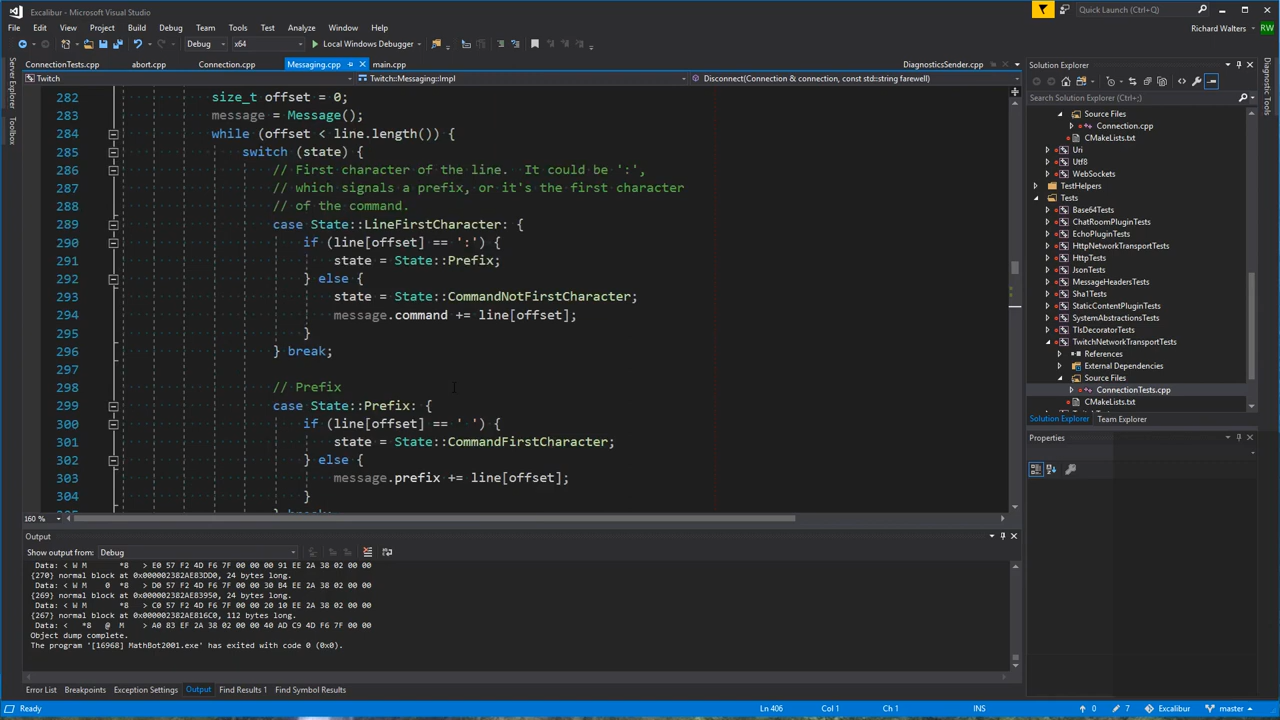 Excalibur - Microsoft Visual Studio
Quick Launch (Ctrl+Q)
File Edit View Project Build Debug Team Tools Test Analyze Window Help
Richard Walters RW
Debug x64 Local Windows Debugger
ConnectionTests.cpp abort.cpp Connection.cpp Messaging.cpp main.cpp DiagnosticsSender.cpp
Twitch Twitch::Messaging::Impl Disconnect(Connection & connection, const std::string farewell)
Server Explorer
Toolbox
282 size_t offset = 0;
283 message = Message();
284 while (offset < line.length()) {
285 switch (state) {
286 // First character of the line.  It could be ':',
287 // which signals a prefix, or it's the first character
288 // of the command.
289 case State::LineFirstCharacter: {
290 if (line[offset] == ':') {
291 state = State::Prefix;
292 } else {
293 state = State::CommandNotFirstCharacter;
294 message.command += line[offset];
295 }
296 } break;
297
298 // Prefix
299 case State::Prefix: {
300 if (line[offset] == ' ') {
301 state = State::CommandFirstCharacter;
302 } else {
303 message.prefix += line[offset];
304 }
305 } break;
160 %
Output
Show output from: Debug
Data: < W M *8 > E0 57 F2 4D F6 7F 00 00 00 91 EE 2A 38 02 00 00
{270} normal block at 0x000002382AE83DD0, 24 bytes long.
Data: < W M 0 *8 > D0 57 F2 4D F6 7F 00 00 30 B4 EE 2A 38 02 00 00
{269} normal block at 0x000002382AE83950, 24 bytes long.
Data: < W M *8 > C0 57 F2 4D F6 7F 00 00 20 10 EE 2A 38 02 00 00
{267} normal block at 0x000002382AE816C0, 112 bytes long.
Data: < *8 @ M > A0 83 EF 2A 38 02 00 00 40 AD C9 4D F6 7F 00 00
Object dump complete.
The program '[16968] MathBot2001.exe' has exited with code 0 (0x0).
Error List Breakpoints Exception Settings Output Find Results 1 Find Symbol Results
Solution Explorer
Search Solution Explorer (Ctrl+;)
Source Files
Connection.cpp
CMakeLists.txt
Uri
Utf8
WebSockets
TestHelpers
Tests
Base64Tests
ChatRoomPluginTests
EchoPluginTests
HttpNetworkTransportTests
HttpTests
JsonTests
MessageHeadersTests
Sha1Tests
StaticContentPluginTests
SystemAbstractionsTests
TlsDecoratorTests
TwitchNetworkTransportTests
References
External Dependencies
Source Files
ConnectionTests.cpp
CMakeLists.txt
Solution Explorer Team Explorer
Properties
Diagnostic Tools
Ready Ln 406 Col 1 Ch 1 INS 0 7 Excalibur master